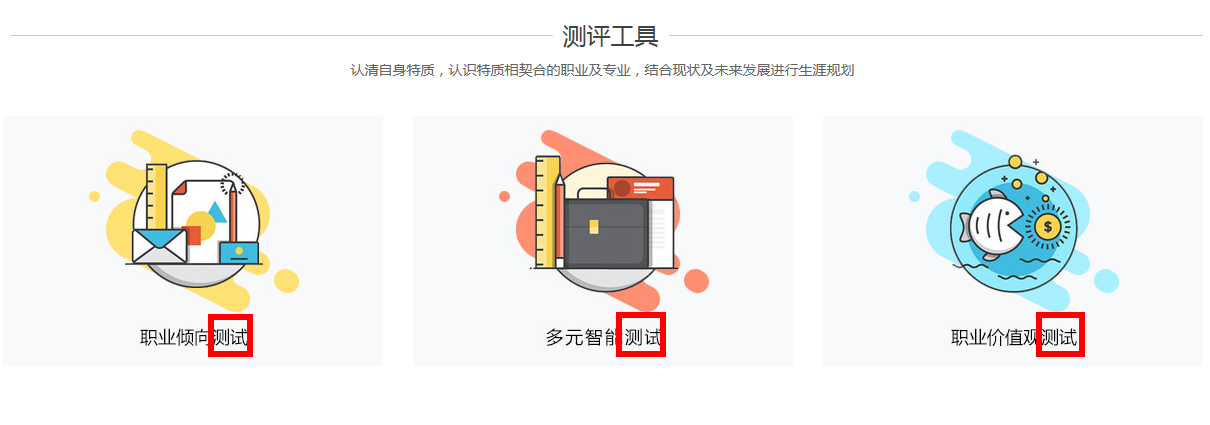 测评工具
认清自身特质，认识特质相契合的职业及专业，结合现状及未来发展进行生涯规划
$
职业倾向测试
多元智能测试
职业价值观测试